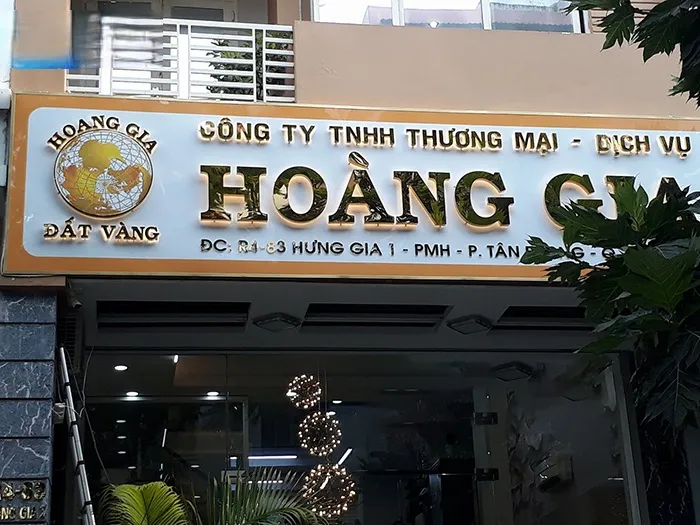 HOANG GIA
ĐẤT VÀNG
CÔNG TY TNHH THƯƠNG MẠI - DỊCH VỤ
HOÀNG GIA
ĐC: R4-83 HƯNG GIA 1 - PMH - P. TÂN